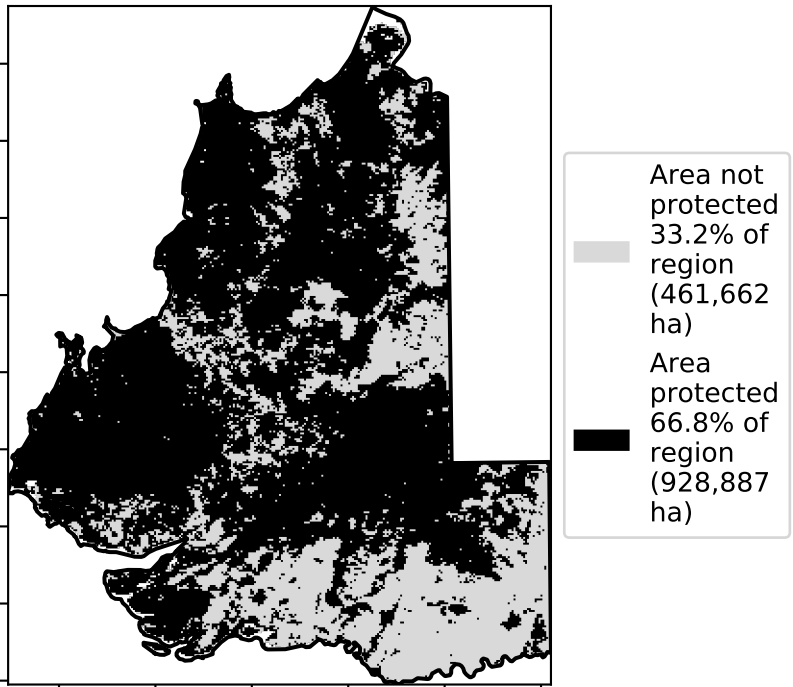 Area not
protected
33.2% of
region
(461,662
ha)
Area
protected
66.8% of
region
(928,887
ha)